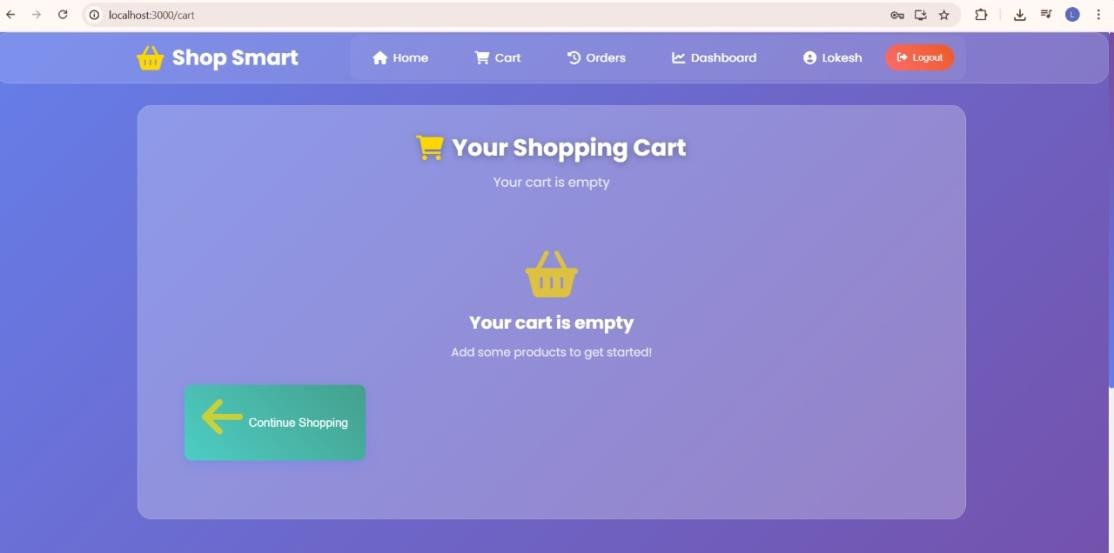 localhost:3000/cart
L
Shop Smart
Home
Cart
Orders
Dashboard
Lokesh
Logout
Your Shopping Cart
Your cart is empty
Your cart is empty
Add some products to get started!
Continue Shopping